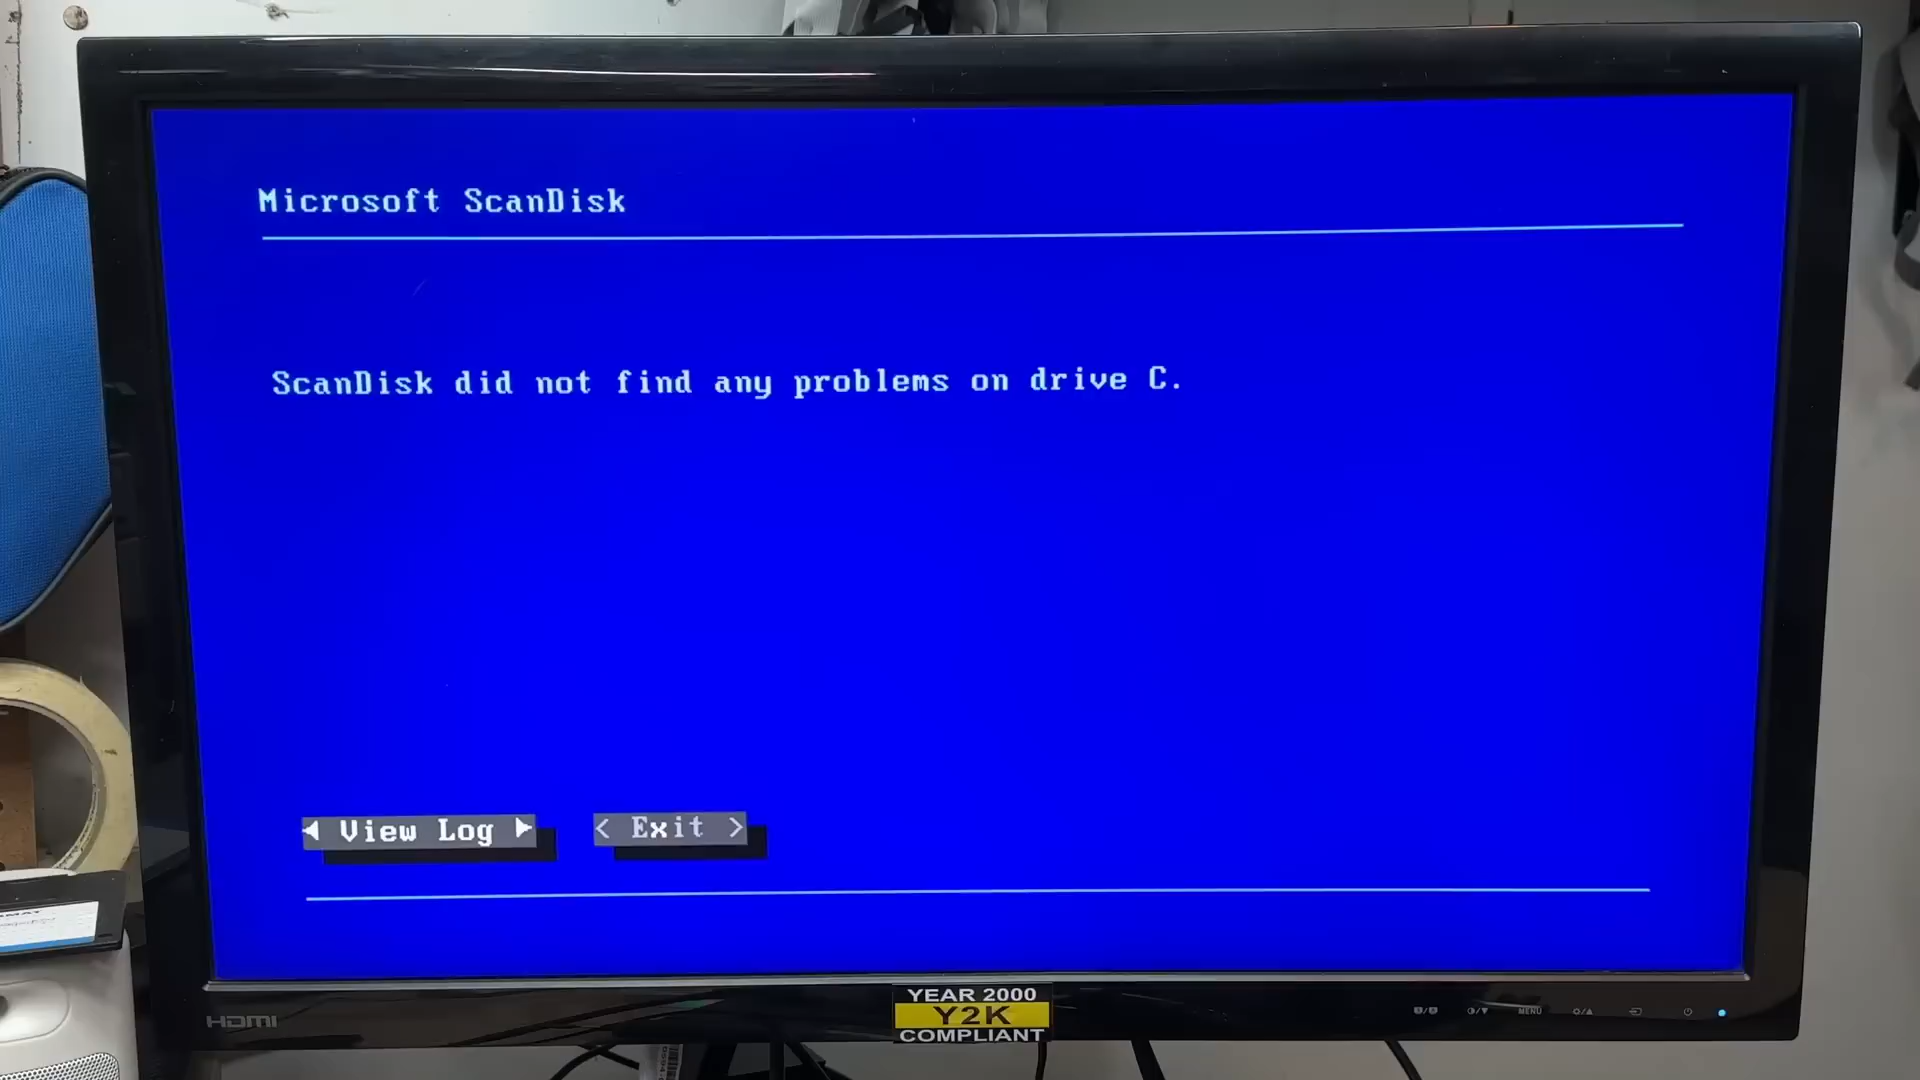 Microsoft ScanDisk
ScanDisk did not find any problems on drive C.
◄ View Log ► < Exit >
HDMI
YEAR 2000
Y2K
COMPLIANT
MENU